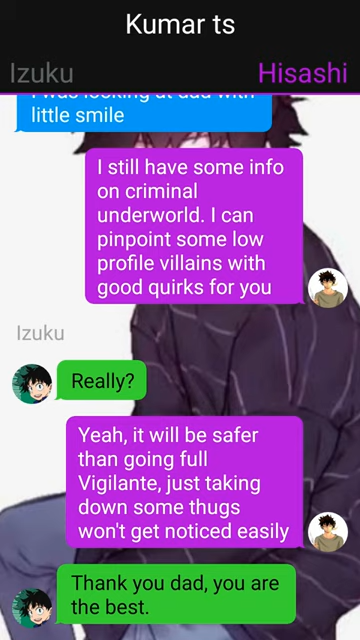 Kumar ts
Izuku
Hisashi
I was looking at dad with
little smile
I still have some info
on criminal
underworld. I can
pinpoint some low
profile villains with
good quirks for you
Izuku
Really?
Yeah, it will be safer
than going full
Vigilante, just taking
down some thugs
won't get noticed easily
Thank you dad, you are
the best.